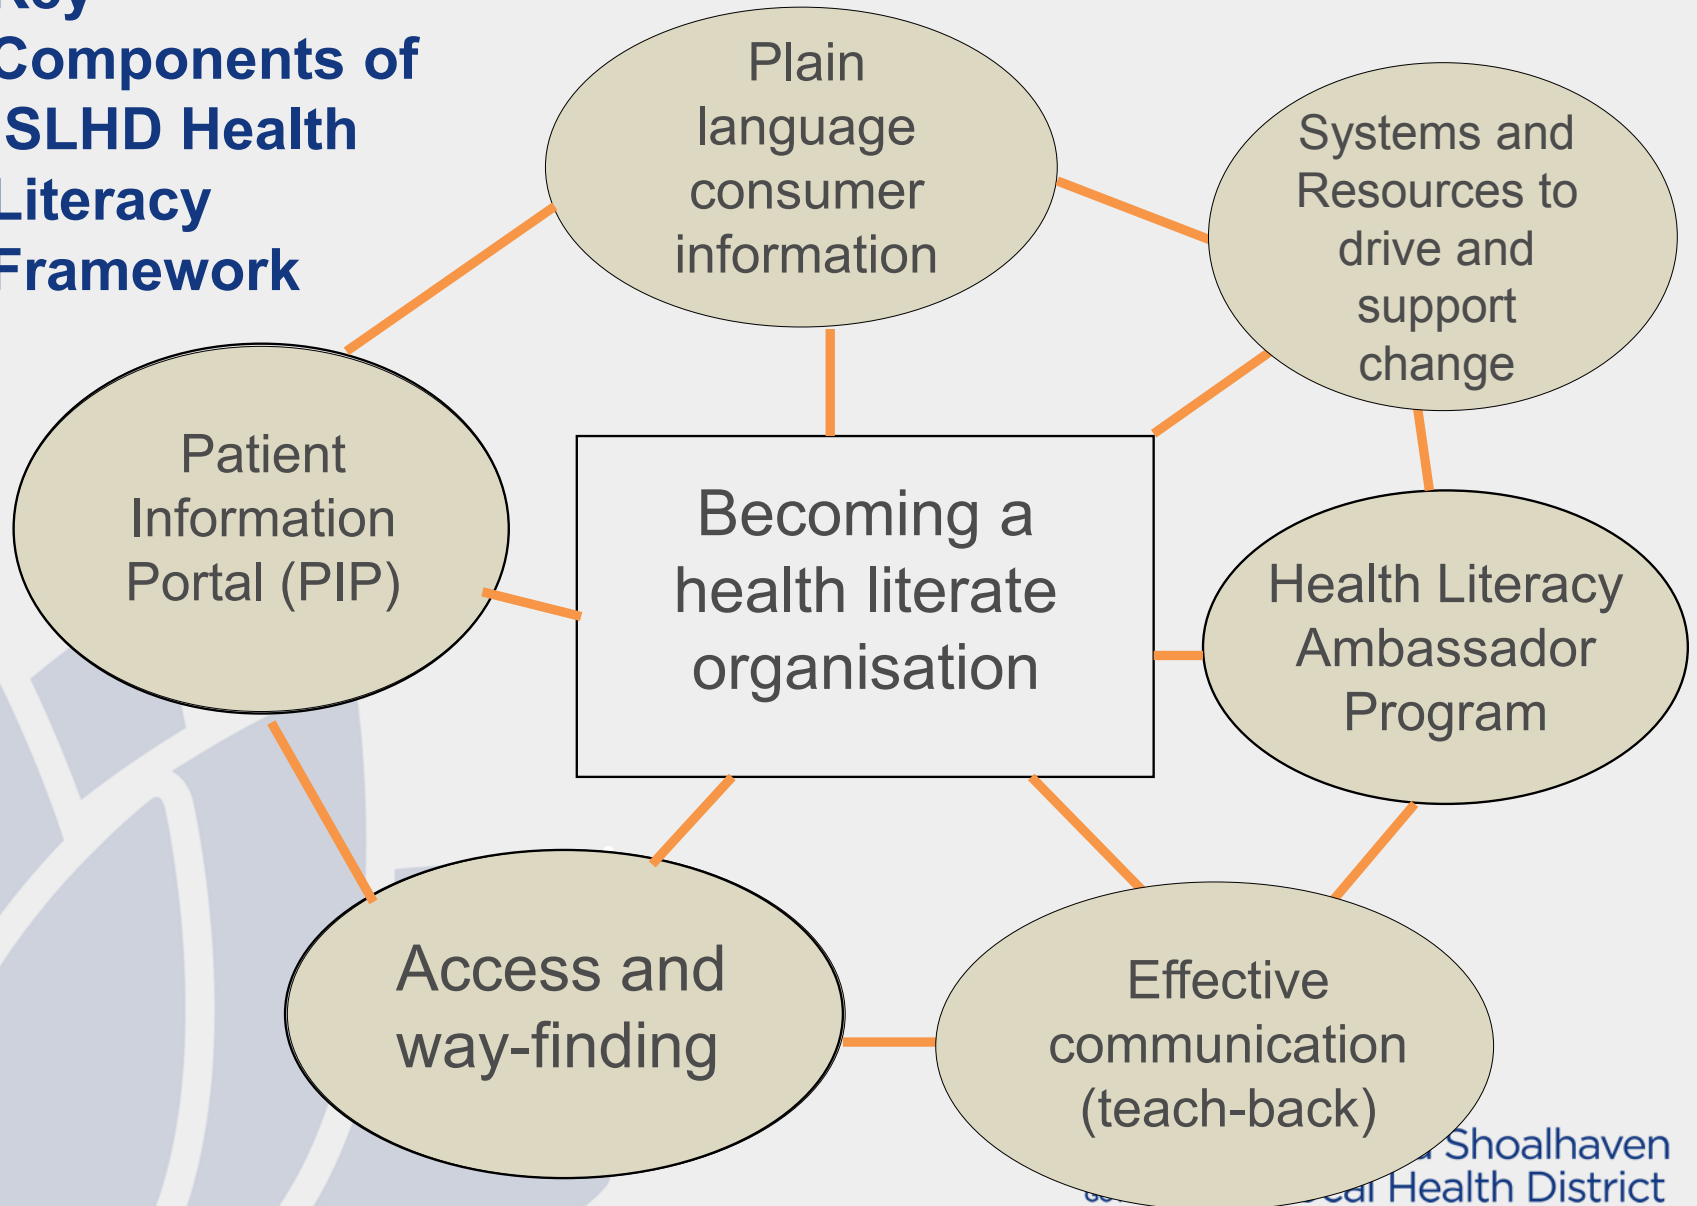 Key
Components of
ISLHD Health
Literacy
Framework
Plain
language
consumer
information
Systems and
Resources to
drive and
support
change
Patient
Information
Portal (PIP)
Becoming a
health literate
organisation
Health Literacy
Ambassador
Program
Access and
way-finding
Effective
communication
(teach-back)
Shoalhaven
Health District